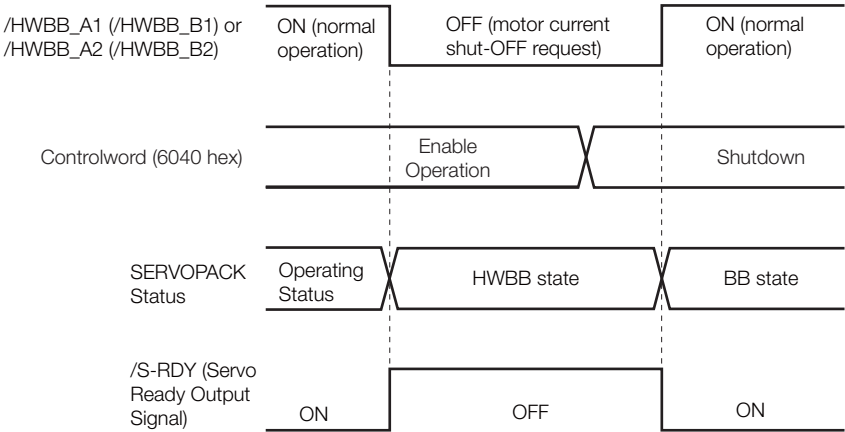 /HWBB_A1 (/HWBB_B1) or
/HWBB_A2 (/HWBB_B2)
ON (normal
operation)
OFF (motor current
shut-OFF request)
ON (normal
operation)
Controlword (6040 hex)
Enable
Operation
Shutdown
SERVOPACK
Status
Operating
Status
HWBB state
BB state
/S-RDY (Servo
Ready Output
Signal)
ON
OFF
ON